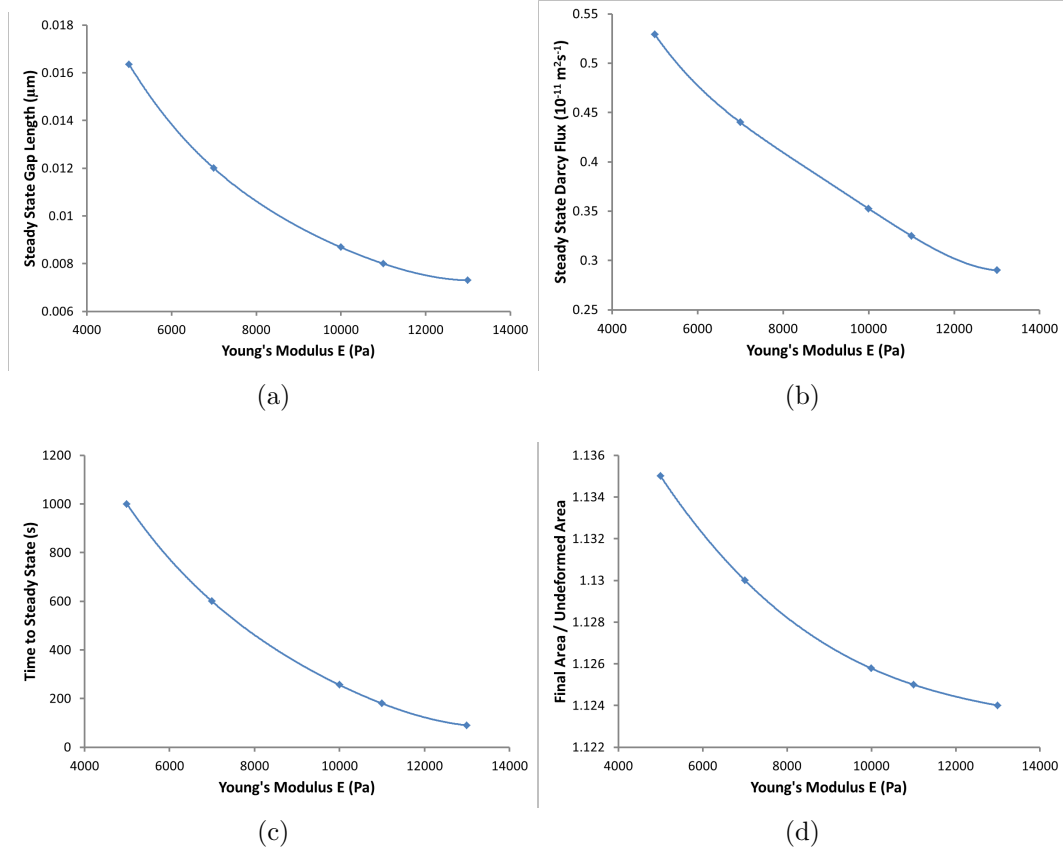 0.018
0.016
0.014
0.012
0.01
0.008
0.006
Steady State Gap Length (µm)
4000 6000 8000 10000 12000 14000
Young's Modulus E (Pa)
(a)
0.55
0.5
0.45
0.4
0.35
0.3
0.25
Steady State Darcy Flux (10⁻¹¹ m²s⁻¹)
4000 6000 8000 10000 12000 14000
Young's Modulus E (Pa)
(b)
1200
1000
800
600
400
200
0
Time to Steady State (s)
4000 6000 8000 10000 12000 14000
Young's Modulus E (Pa)
(c)
1.136
1.134
1.132
1.13
1.128
1.126
1.124
1.122
Final Area / Undeformed Area
4000 6000 8000 10000 12000 14000
Young's Modulus E (Pa)
(d)